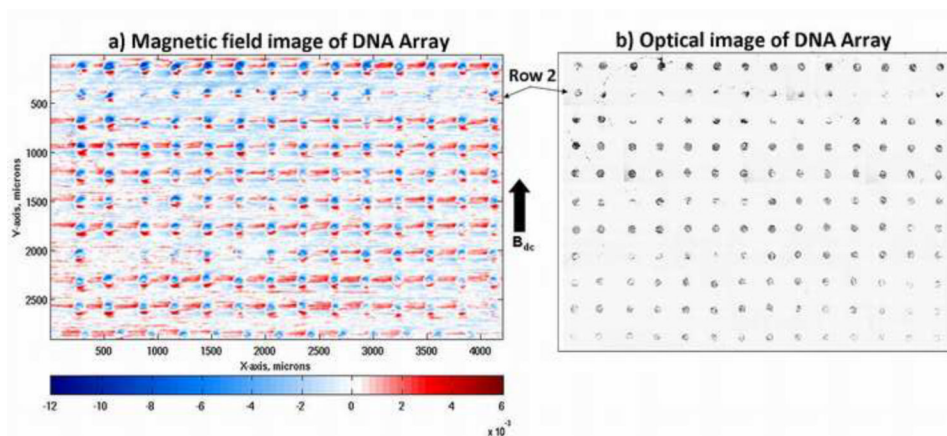 a) Magnetic field image of DNA Array
b) Optical image of DNA Array
Row 2
500
1000
1500
2000
2500
Y-axis, microns
500 1000 1500 2000 2500 3000 3500 4000
X-axis, microns
Bdc
-12 -10 -8 -6 -4 -2 0 2 4 6
x 10⁻³